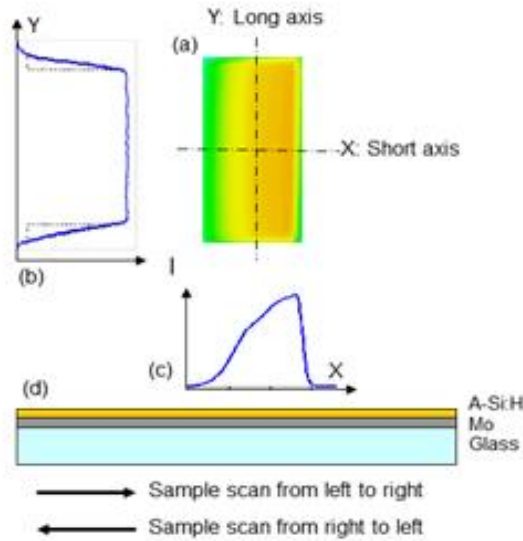 Y
Y: Long axis
(a)
X: Short axis
(b)
I
(c)
X
(d)
A-Si:H
Mo
Glass
Sample scan from left to right
Sample scan from right to left